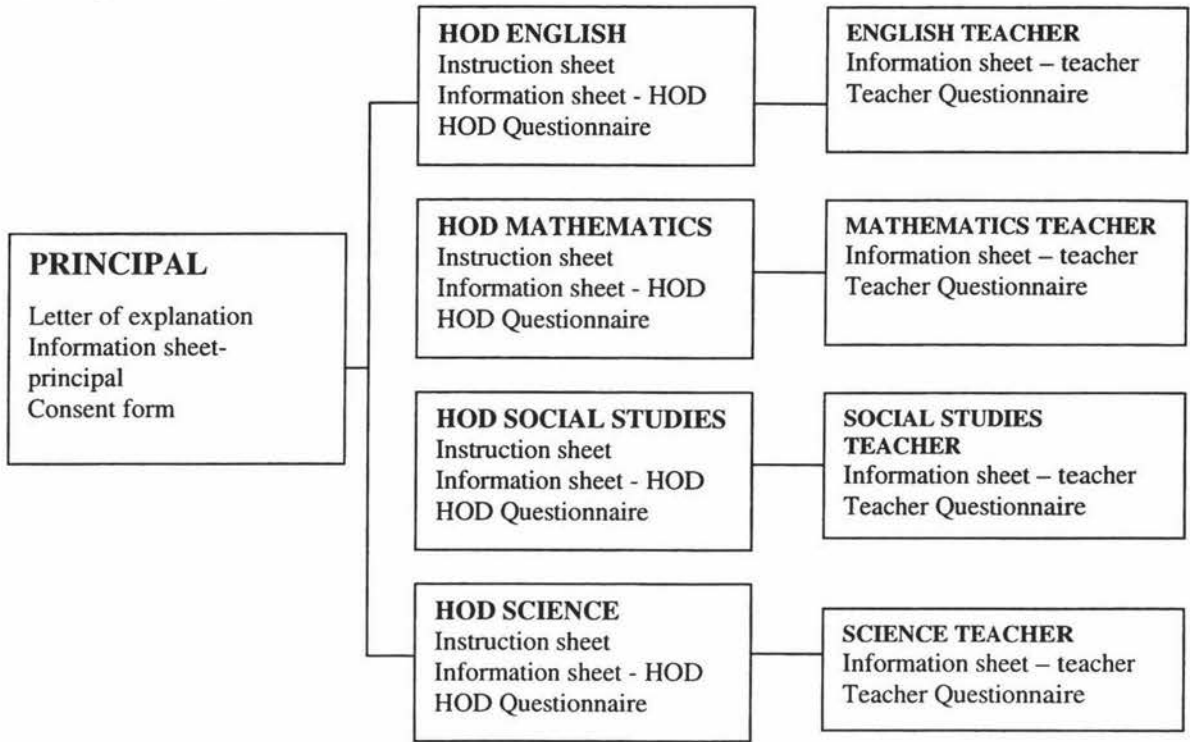 PRINCIPAL
Letter of explanation
Information sheet-
principal
Consent form
HOD ENGLISH
Instruction sheet
Information sheet - HOD
HOD Questionnaire
ENGLISH TEACHER
Information sheet – teacher
Teacher Questionnaire
HOD MATHEMATICS
Instruction sheet
Information sheet - HOD
HOD Questionnaire
MATHEMATICS TEACHER
Information sheet – teacher
Teacher Questionnaire
HOD SOCIAL STUDIES
Instruction sheet
Information sheet - HOD
HOD Questionnaire
SOCIAL STUDIES
TEACHER
Information sheet – teacher
Teacher Questionnaire
HOD SCIENCE
Instruction sheet
Information sheet - HOD
HOD Questionnaire
SCIENCE TEACHER
Information sheet – teacher
Teacher Questionnaire